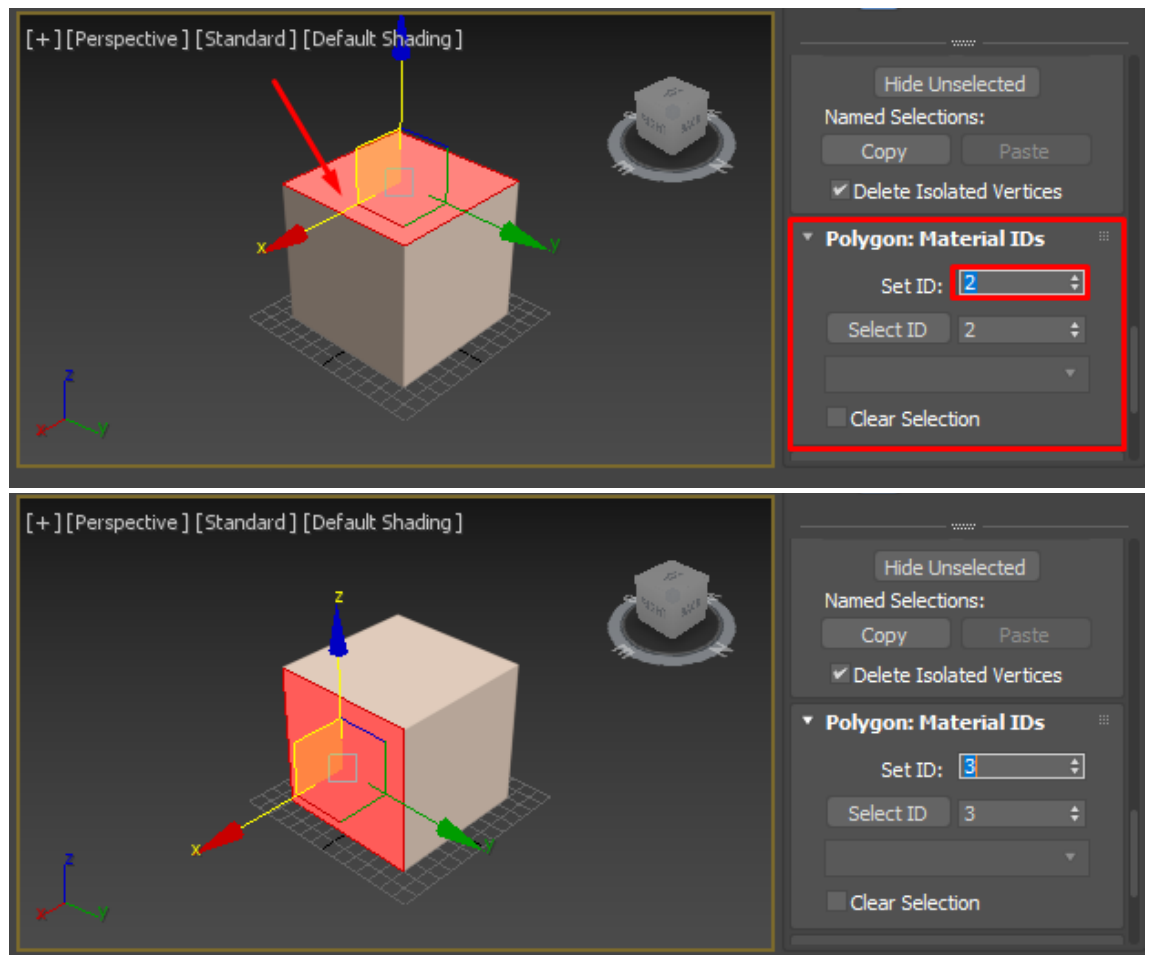 [+] [Perspective] [Standard] [Default Shading]
Hide Unselected
Named Selections:
Copy Paste
Delete Isolated Vertices
Polygon: Material IDs
Set ID: 2
Select ID 2
Clear Selection
x
y
z
x
y
[+] [Perspective] [Standard] [Default Shading]
Hide Unselected
Named Selections:
Copy Paste
Delete Isolated Vertices
Polygon: Material IDs
Set ID: 3
Select ID 3
Clear Selection
z
x
y
z
x
y